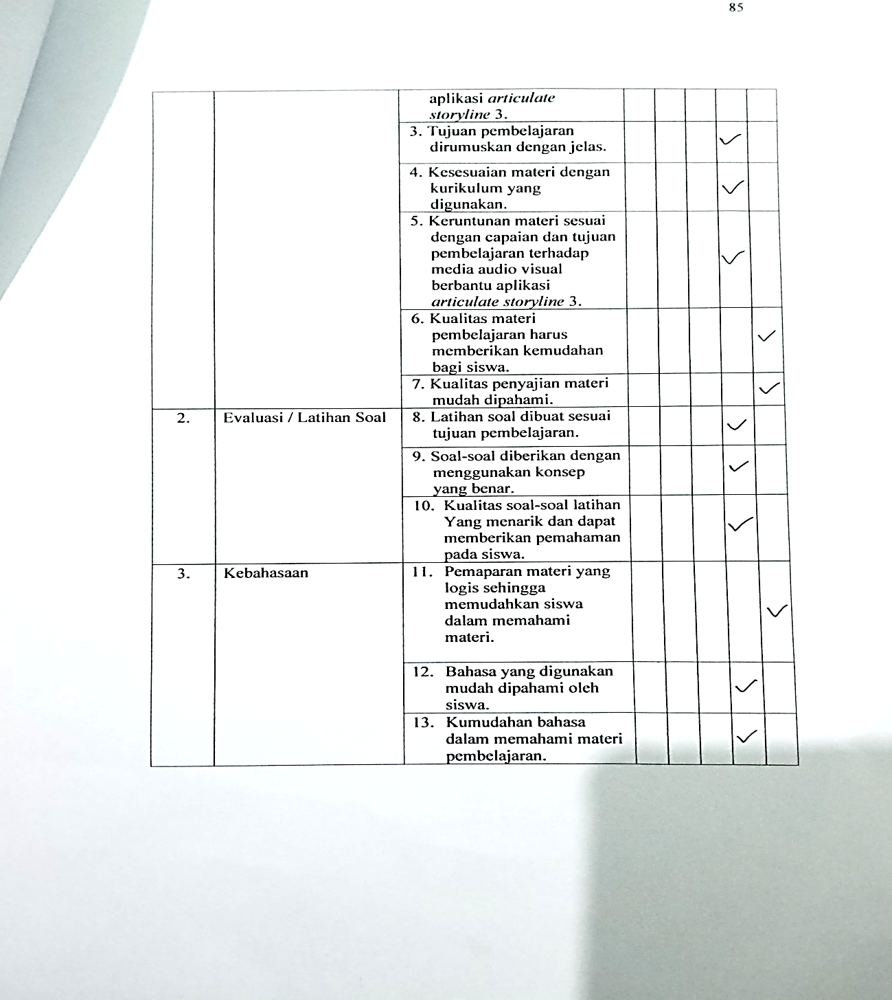 85
aplikasi articulate
storyline 3.
3. Tujuan pembelajaran
dirumuskan dengan jelas.
✓
4. Kesesuaian materi dengan
kurikulum yang
digunakan.
✓
5. Keruntunan materi sesuai
dengan capaian dan tujuan
pembelajaran terhadap
media audio visual
berbantu aplikasi
articulate storyline 3.
✓
6. Kualitas materi
pembelajaran harus
memberikan kemudahan
bagi siswa.
✓
7. Kualitas penyajian materi
mudah dipahami.
✓
2. Evaluasi / Latihan Soal
8. Latihan soal dibuat sesuai
tujuan pembelajaran.
✓
9. Soal-soal diberikan dengan
menggunakan konsep
yang benar.
✓
10. Kualitas soal-soal latihan
Yang menarik dan dapat
memberikan pemahaman
pada siswa.
✓
3. Kebahasaan
11. Pemaparan materi yang
logis sehingga
memudahkan siswa
dalam memahami
materi.
✓
12. Bahasa yang digunakan
mudah dipahami oleh
siswa.
✓
13. Kumudahan bahasa
dalam memahami materi
pembelajaran.
✓